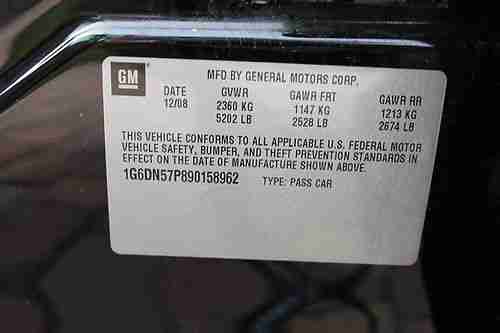 GM MFD BY GENERAL MOTORS CORP.
DATE GVWR GAWR FRT GAWR RR
12/08 2360 KG 1147 KG 1213 KG
5202 LB 2528 LB 2674 LB
THIS VEHICLE CONFORMS TO ALL APPLICABLE U.S. FEDERAL MOTOR
VEHICLE SAFETY, BUMPER, AND THEFT PREVENTION STANDARDS IN
EFFECT ON THE DATE OF MANUFACTURE SHOWN ABOVE.
1G6DN57P890158962 TYPE: PASS CAR